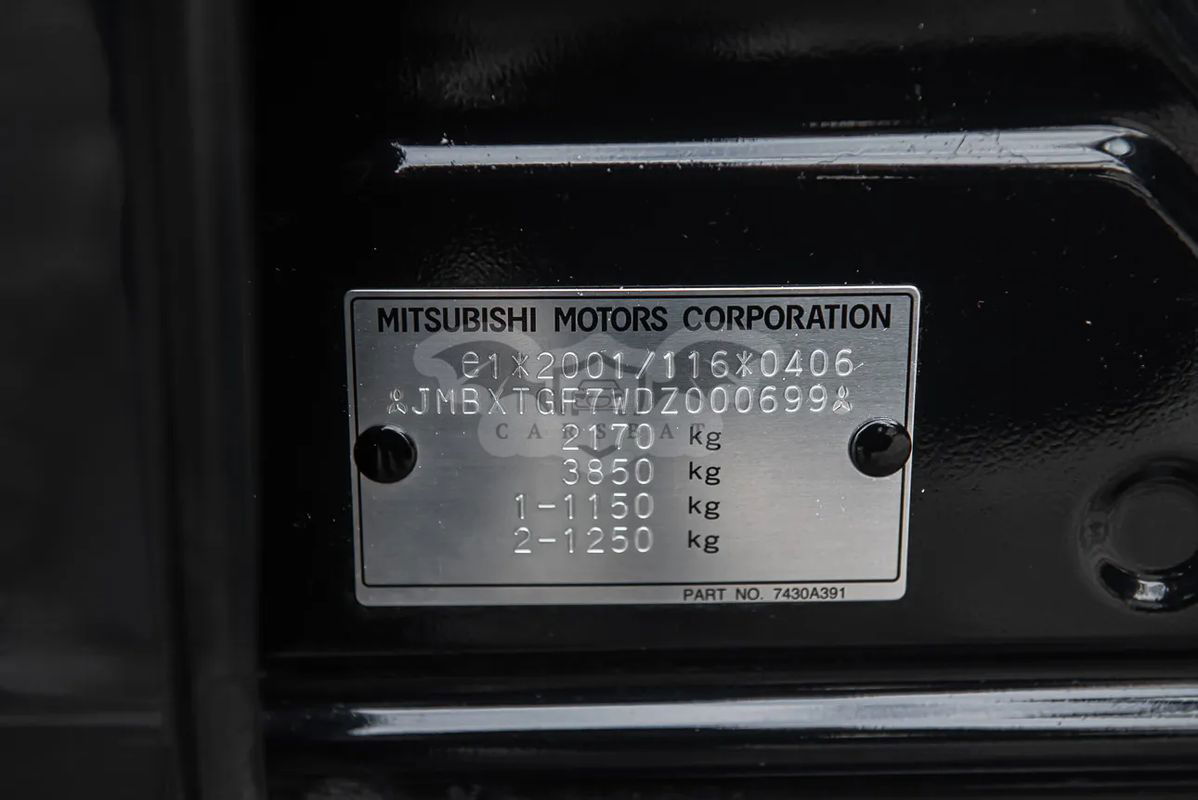 MITSUBISHI MOTORS CORPORATION
e1*2001/116*0406
JMBXTGF7WDZ000699
CARSEAT
2170 kg
3850 kg
1-1150 kg
2-1250 kg
PART NO. 7430A391